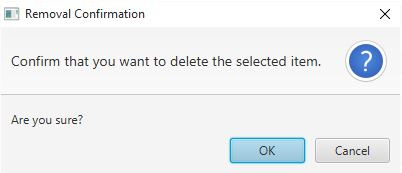 Removal Confirmation
Confirm that you want to delete the selected item.
?
Are you sure?
OK
Cancel